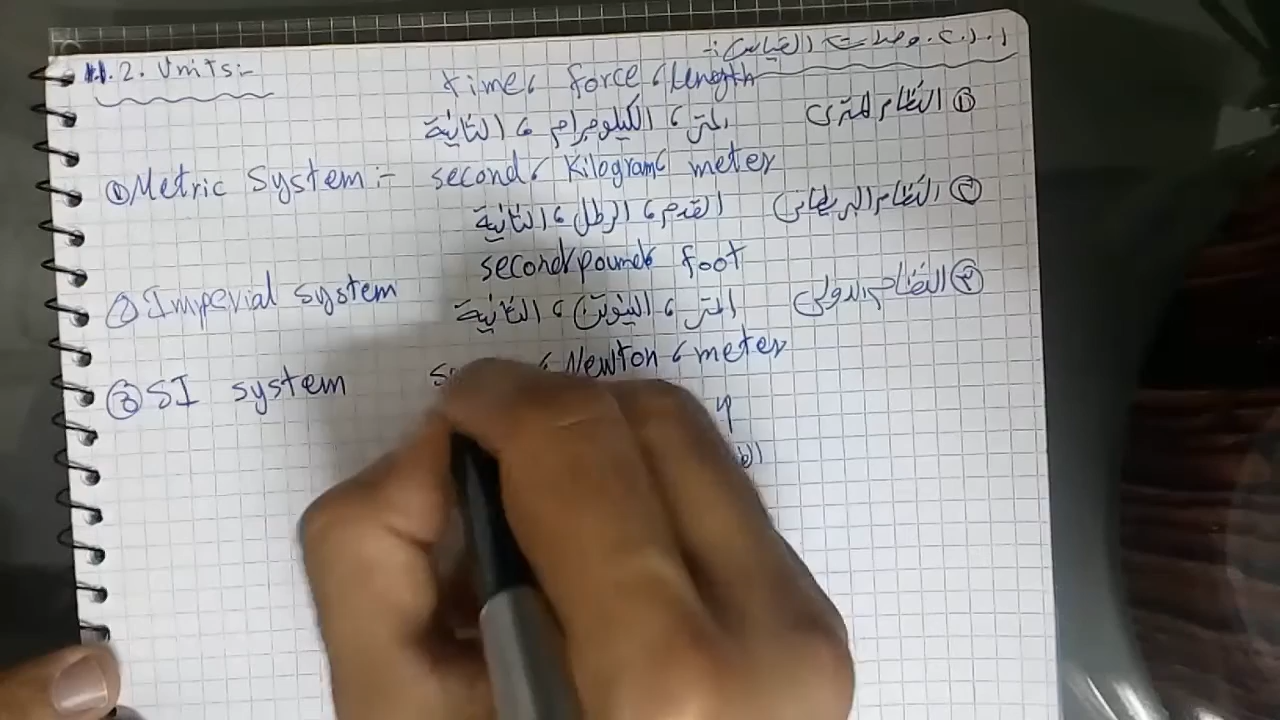 1.2. Units:-
١.٢. وحدات القياس:-
time، force، Length
① النظام المتري
المتر، الكيلوجرام، الثانية
① Metric System:- second، Kilogram، meter
② النظام البريطاني
القدم، الرطل، الثانية
second، pound، foot
② Imperial system
③ النظام الدولي
المتر، النيوتن، الثانية
③ SI system
، Newton، meter